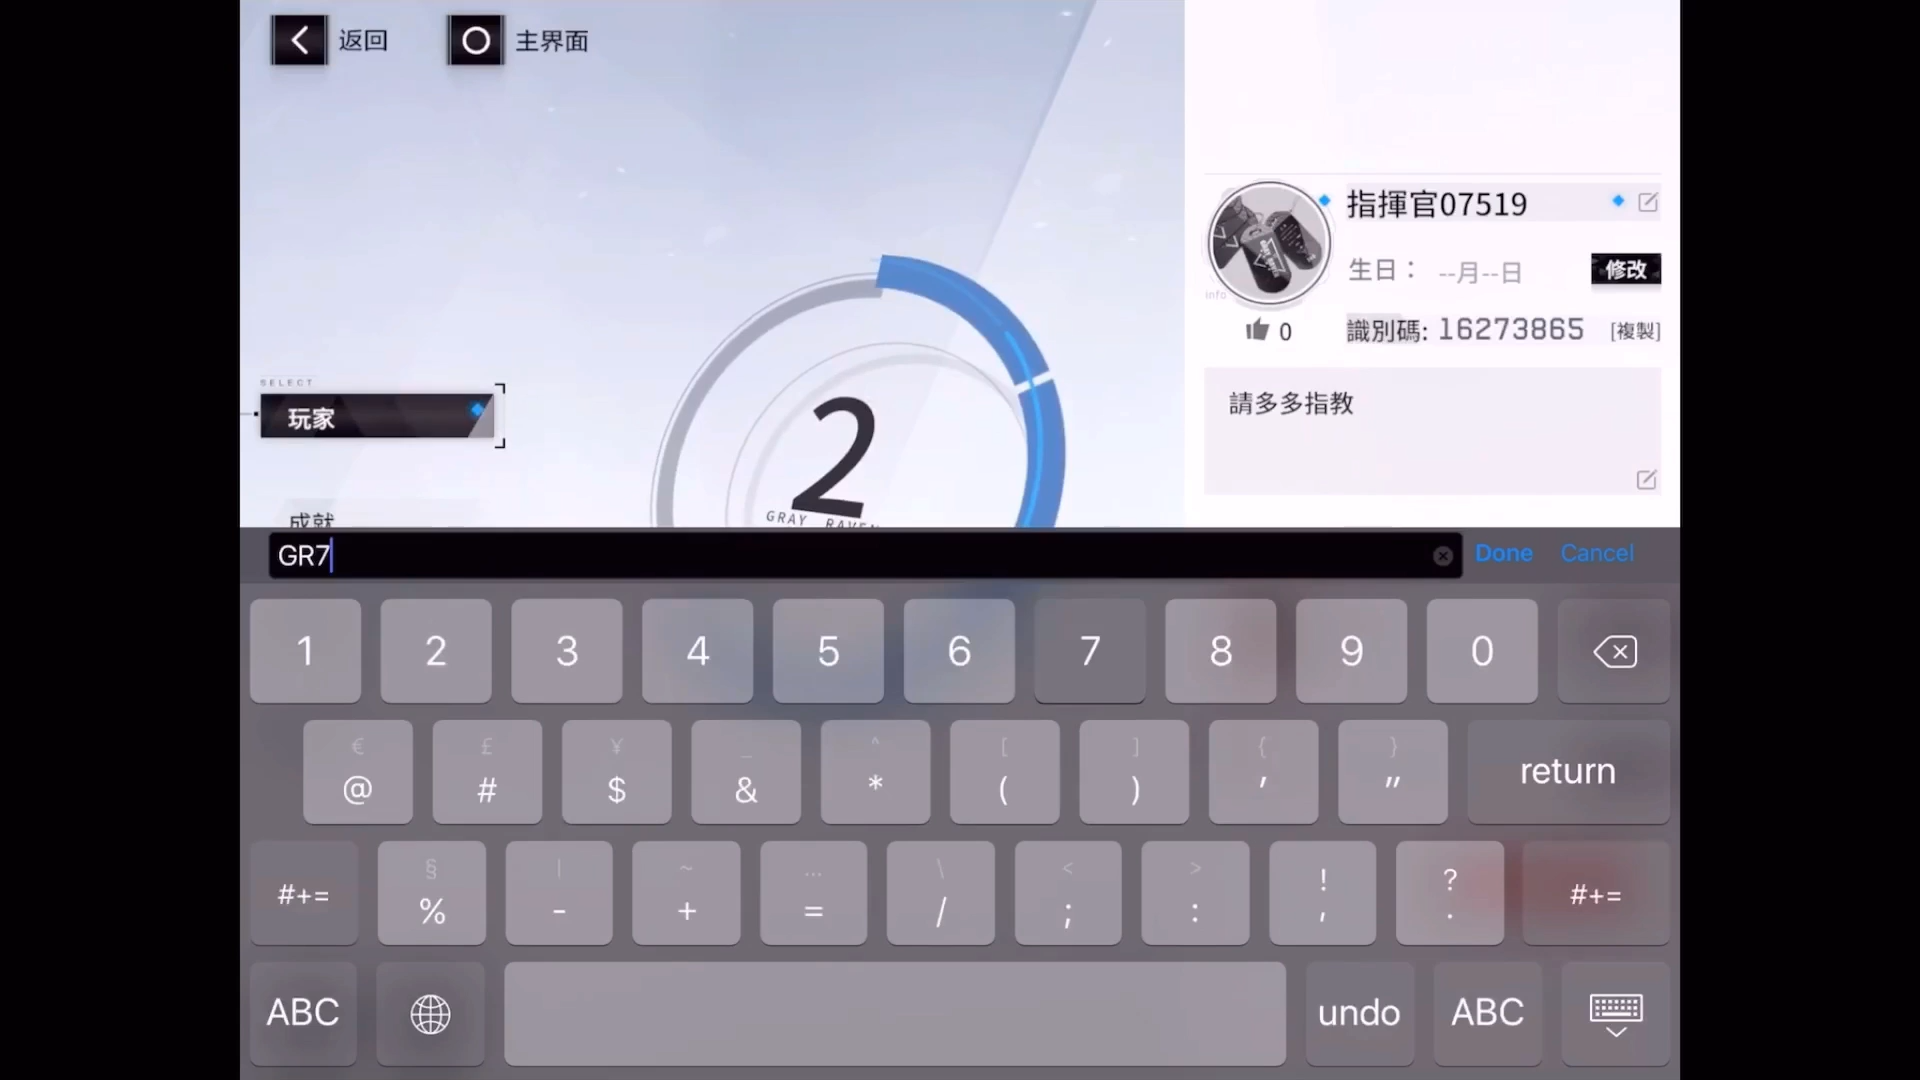 返回
主界面
指揮官07519
生日： --月--日
修改
info
0
識別碼: 16273865 [複製]
請多多指教
SELECT
玩家
2
GRAY RAVEN
成就
GR7
Done
Cancel
1 2 3 4 5 6 7 8 9 0
€ £ ¥ _ ^ [ ] { }
@ # $ & * ( ) ' "
return
§ | ~ … \ < > ! ?
#+= % - + = / ; : , . #+=
ABC
undo
ABC